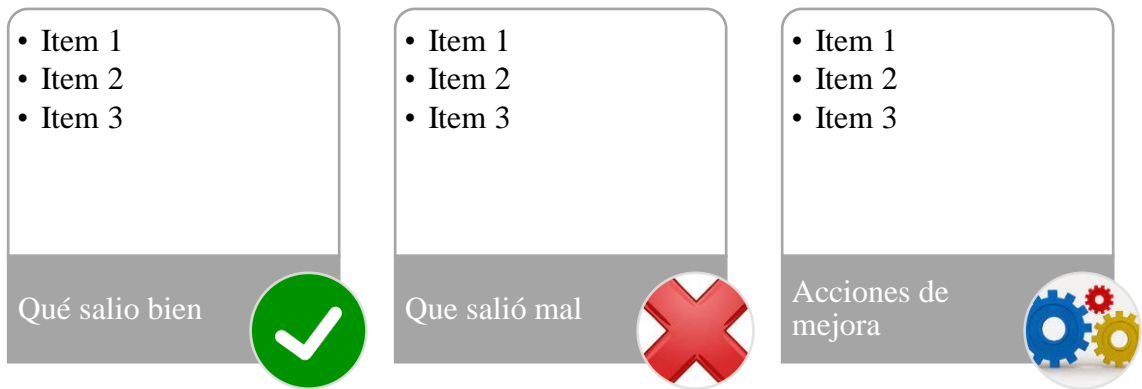 • Item 1
• Item 2
• Item 3
Qué salio bien
• Item 1
• Item 2
• Item 3
Que salió mal
• Item 1
• Item 2
• Item 3
Acciones de
mejora